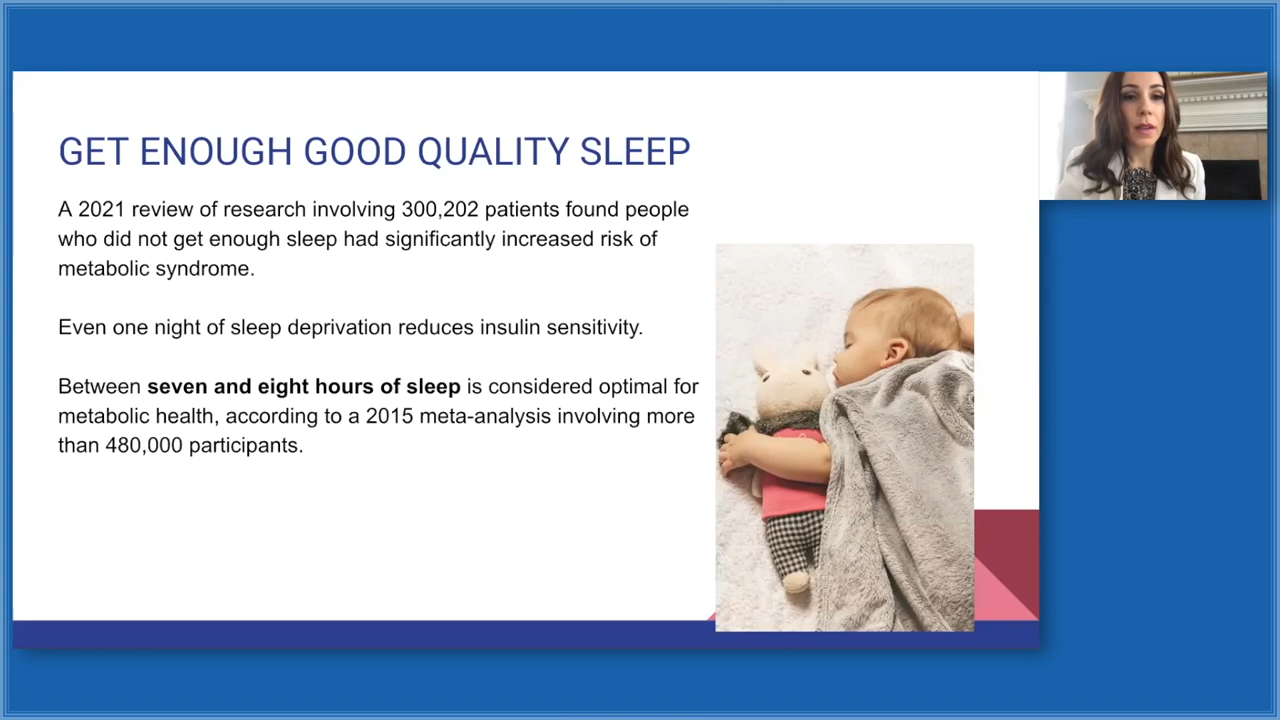 GET ENOUGH GOOD QUALITY SLEEP
A 2021 review of research involving 300,202 patients found people
who did not get enough sleep had significantly increased risk of
metabolic syndrome.
Even one night of sleep deprivation reduces insulin sensitivity.
Between seven and eight hours of sleep is considered optimal for
metabolic health, according to a 2015 meta-analysis involving more
than 480,000 participants.